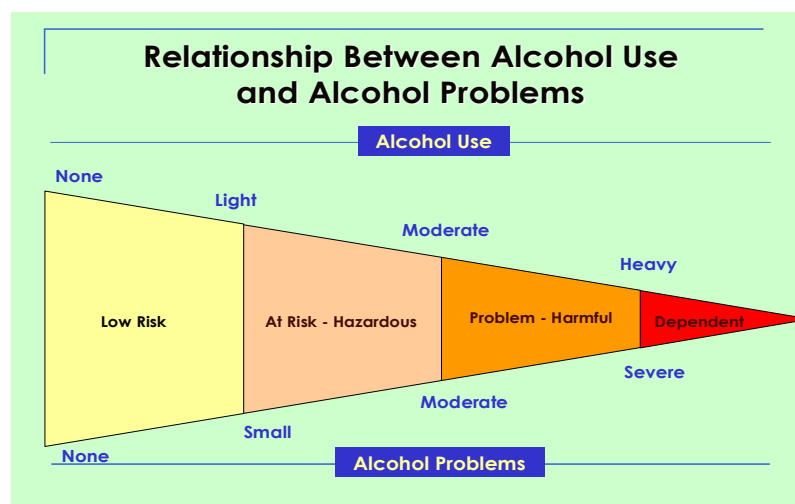 Relationship Between Alcohol Use
and Alcohol Problems
Alcohol Use
None
Light
Moderate
Heavy
Low Risk
At Risk - Hazardous
Problem - Harmful
Dependent
None
Small
Moderate
Severe
Alcohol Problems